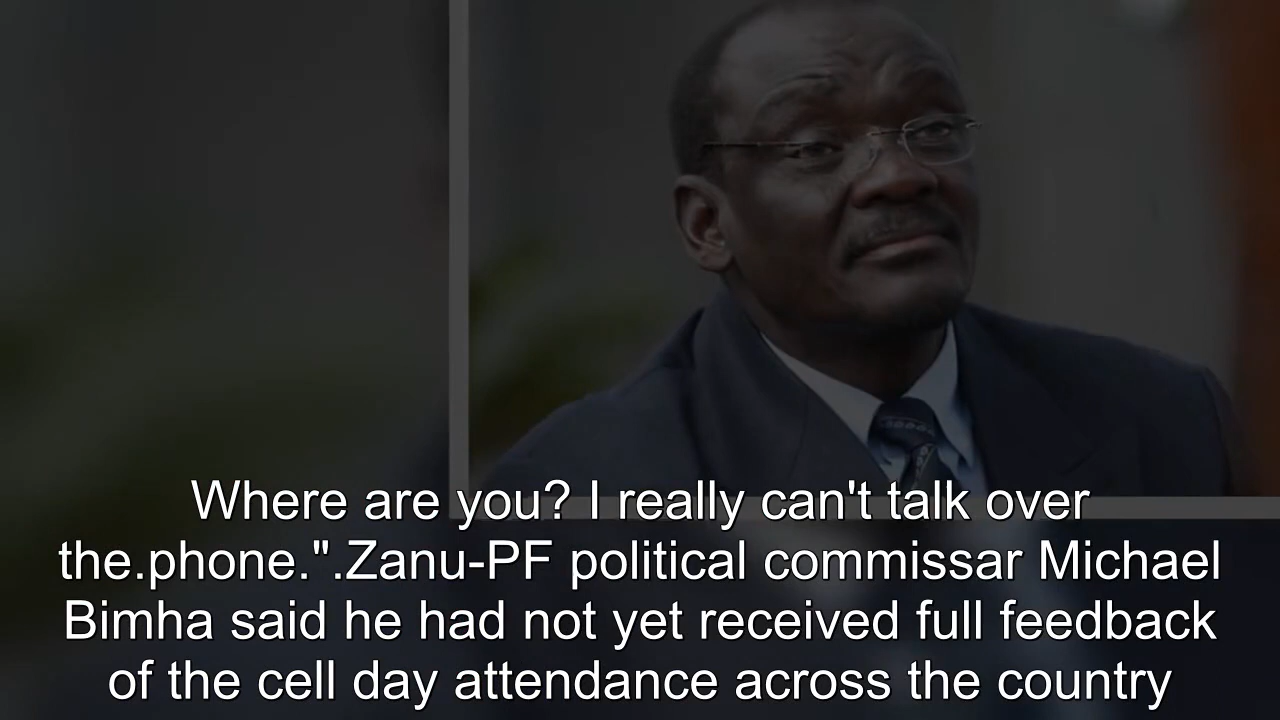 Where are you? I really can't talk over
the.phone.".Zanu-PF political commissar Michael
Bimha said he had not yet received full feedback
of the cell day attendance across the country